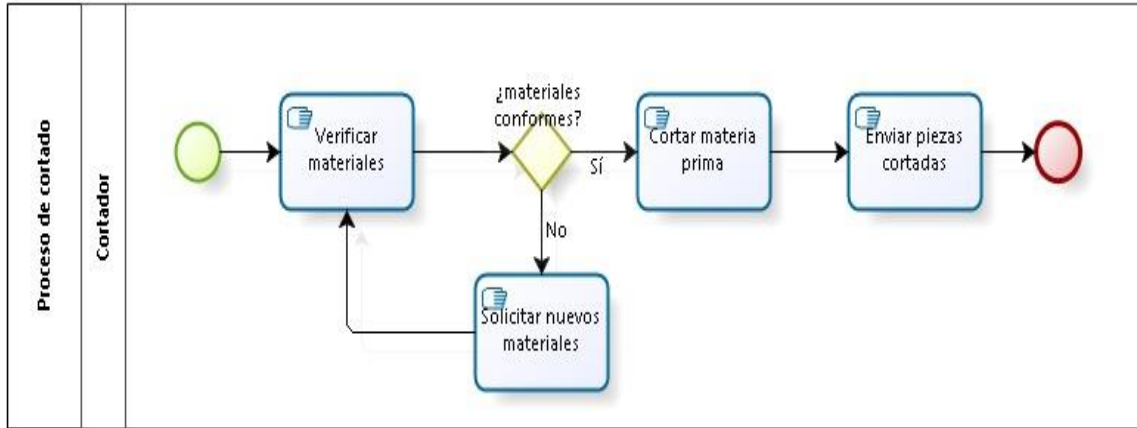 Proceso de cortado
Cortador
Verificar
materiales
¿materiales
conformes?
Sí
No
Cortar materia
prima
Enviar piezas
cortadas
Solicitar nuevos
materiales